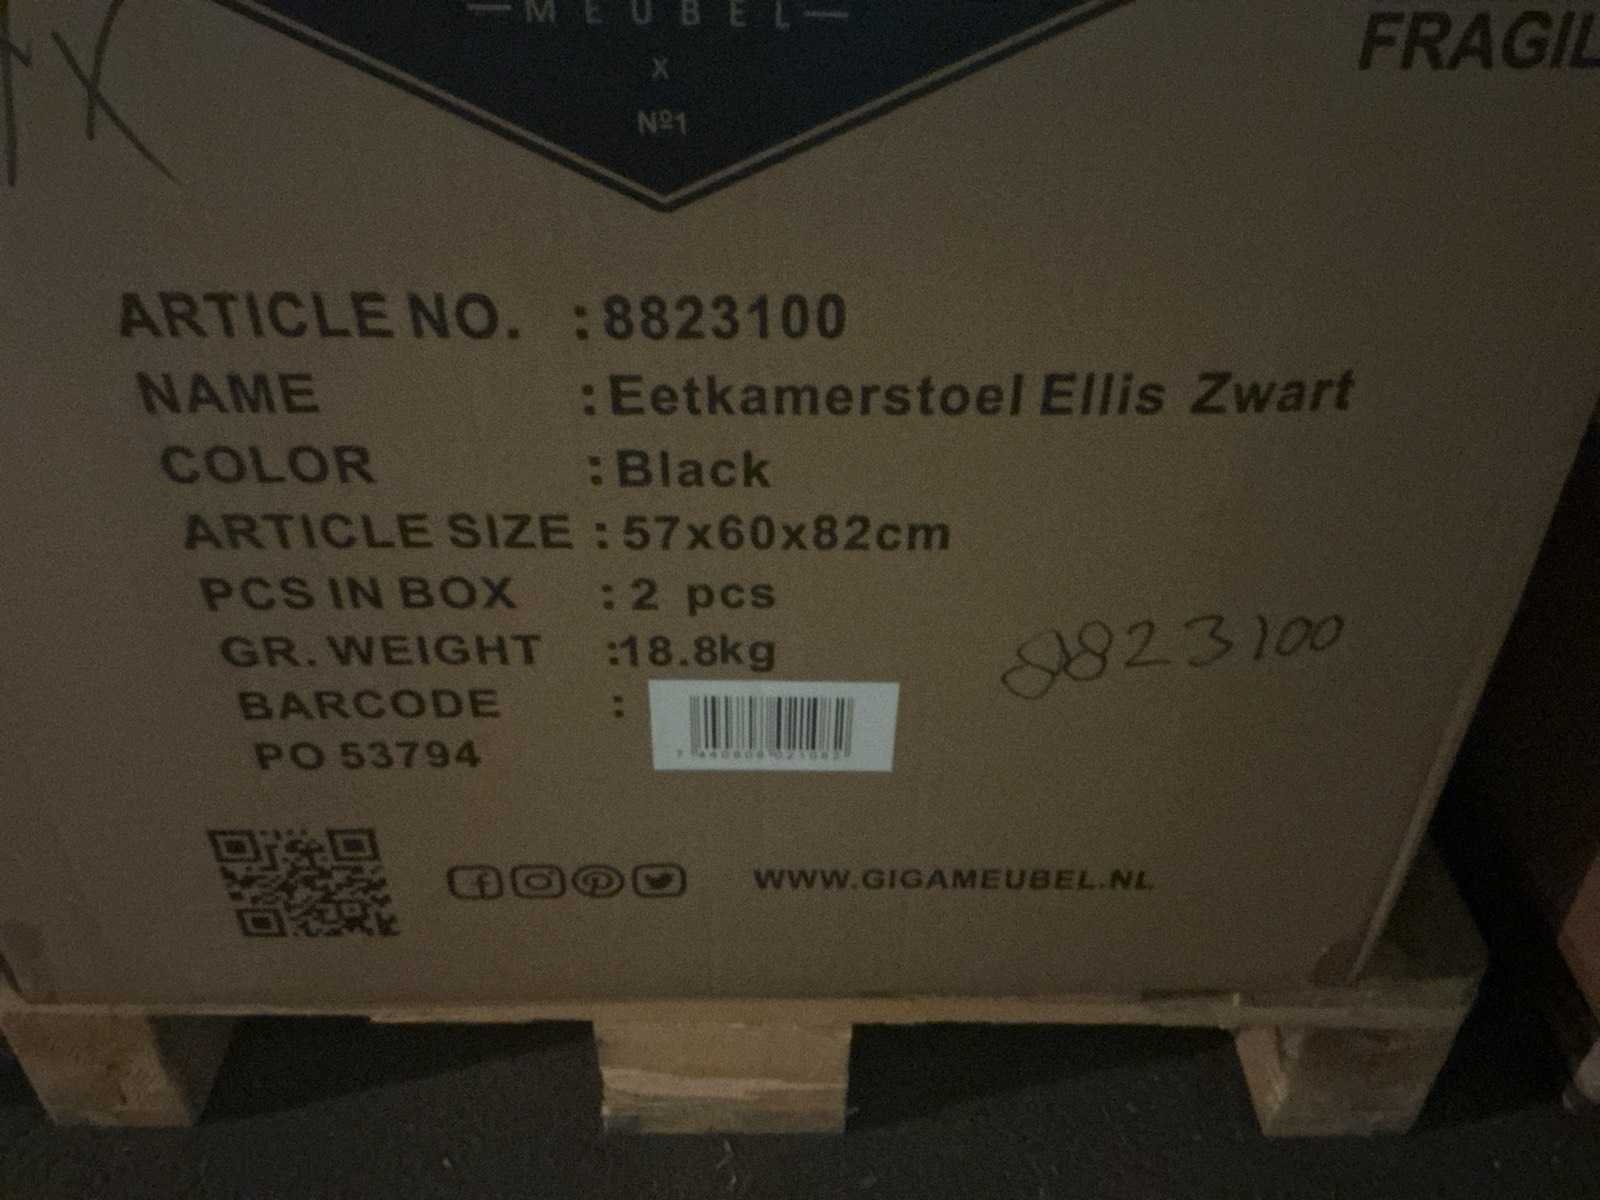 MEUBEL
X
Nº1
FRAGIL
ARTICLE NO. :8823100
NAME :Eetkamerstoel Ellis Zwart
COLOR :Black
ARTICLE SIZE :57x60x82cm
PCS IN BOX :2 pcs
GR. WEIGHT :18.8kg
8823100
BARCODE :
PO 53794
WWW.GIGAMEUBEL.NL